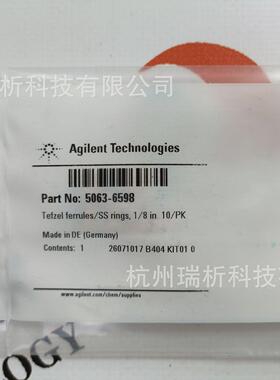 析科技有限公司
Agilent Technologies
Part No: 5063-6598
Tefzel ferrules/SS rings, 1/8 in. 10/PK
Made in DE (Germany)
Contents: 1 26071017 B404 KIT01 0
杭州瑞析科
www.agilent.com/chem/supplies
OGY